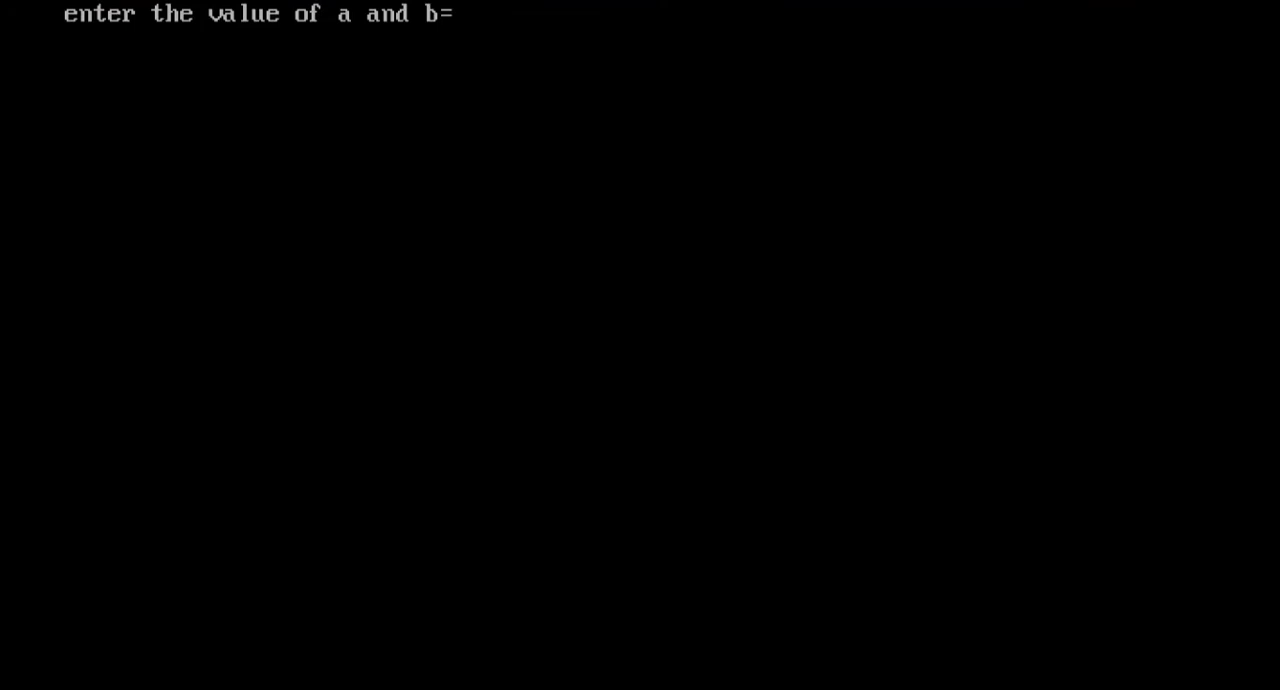 enter the value of a and b=